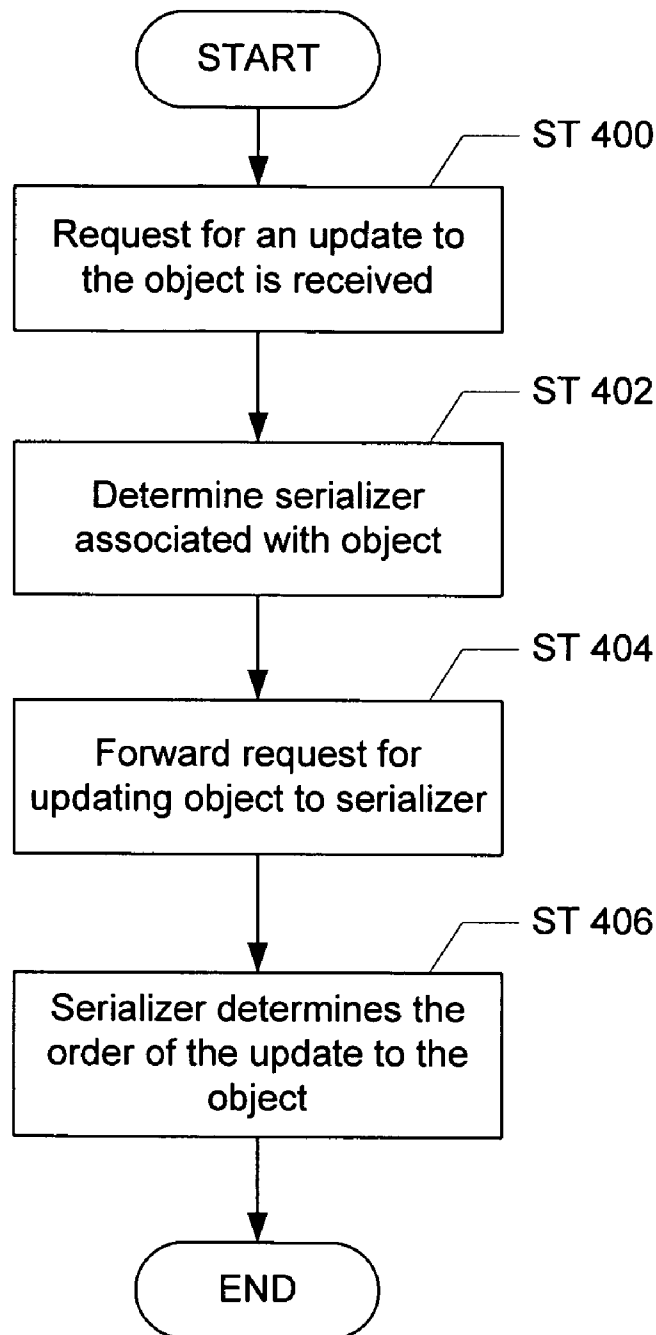 START
ST 400
Request for an update to
the object is received
ST 402
Determine serializer
associated with object
ST 404
Forward request for
updating object to serializer
ST 406
Serializer determines the
order of the update to the
object
END